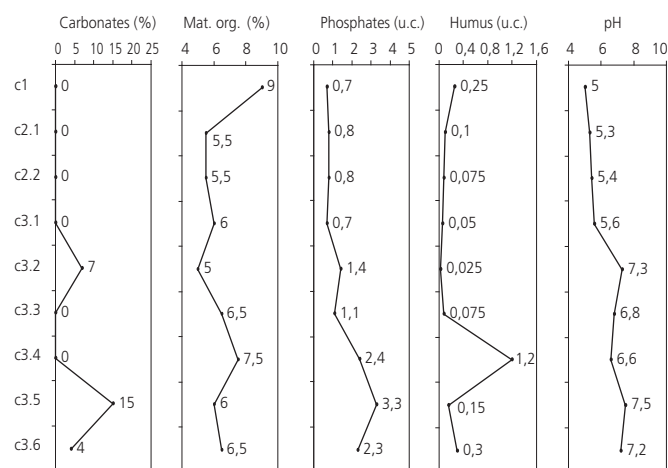 Carbonates (%) Mat. org. (%) Phosphates (u.c.) Humus (u.c.) pH
0 5 10 15 20 25 4 6 8 10 0 1 2 3 4 5 0 0,4 0,8 1,2 1,6 4 6 8 10
c1 0 9 0,7 0,25 5
c2.1 0 5,5 0,8 0,1 5,3
c2.2 0 5,5 0,8 0,075 5,4
c3.1 0 6 0,7 0,05 5,6
c3.2 7 5 1,4 0,025 7,3
c3.3 0 6,5 1,1 0,075 6,8
c3.4 0 7,5 2,4 1,2 6,6
c3.5 15 6 3,3 0,15 7,5
c3.6 4 6,5 2,3 0,3 7,2